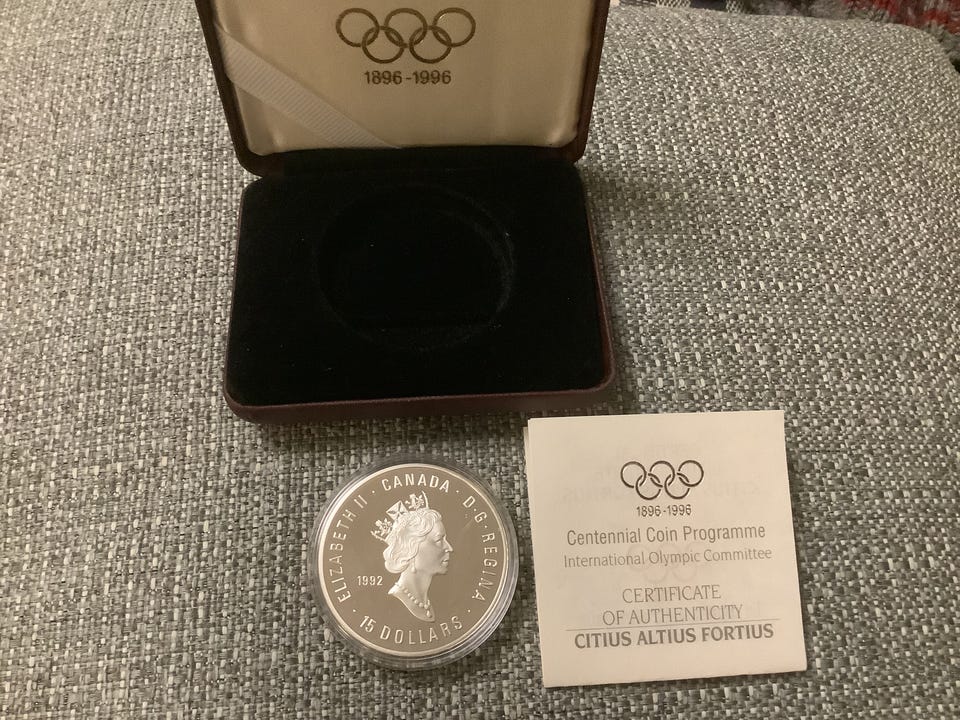 1896-1996
ELIZABETH II · CANADA · D·G·REGINA ·
1992
15 DOLLARS
1896-1996
Centennial Coin Programme
International Olympic Committee
CERTIFICATE
OF AUTHENTICITY
CITIUS ALTIUS FORTIUS